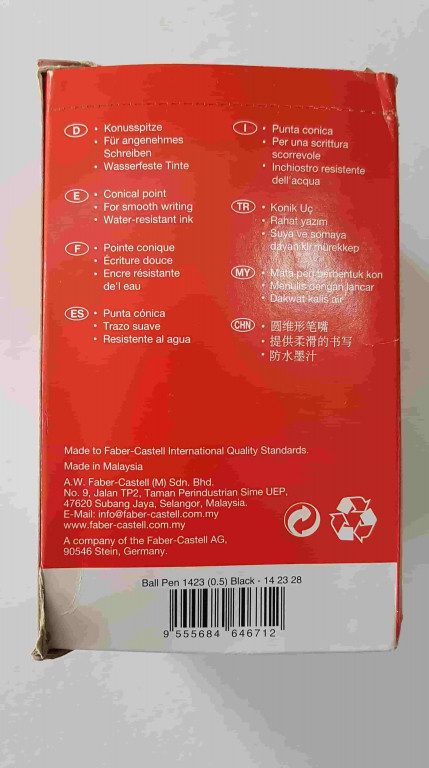 D
• Konusspitze
• Für angenehmes
Schreiben
• Wasserfeste Tinte
E
• Conical point
• For smooth writing
• Water-resistant ink
F
• Pointe conique
• Écriture douce
• Encre résistante
de'l eau
ES
• Punta cónica
• Trazo suave
• Resistente al agua
I
• Punta conica
• Per una scrittura
scorrevole
• Inchiostro resistente
dell'acqua
TR
• Konik Uç
• Rahat yazim
• Suya ve somaya
dayan kli mürekkep
MY
• Mata pen berbentuk kon
• Menulis dengan lancar
• Dakwat kalis air
CHN
• 圆维形笔嘴
• 提供柔滑的书写
• 防水墨汁
Made to Faber-Castell International Quality Standards.
Made in Malaysia
A.W. Faber-Castell (M) Sdn. Bhd.
No. 9, Jalan TP2, Taman Perindustrian Sime UEP,
47620 Subang Jaya, Selangor, Malaysia.
E-Mail: info@faber-castell.com.my
www.faber-castell.com.my
A company of the Faber-Castell AG,
90546 Stein, Germany.
Ball Pen 1423 (0.5) Black - 14 23 28
9 555684 646712